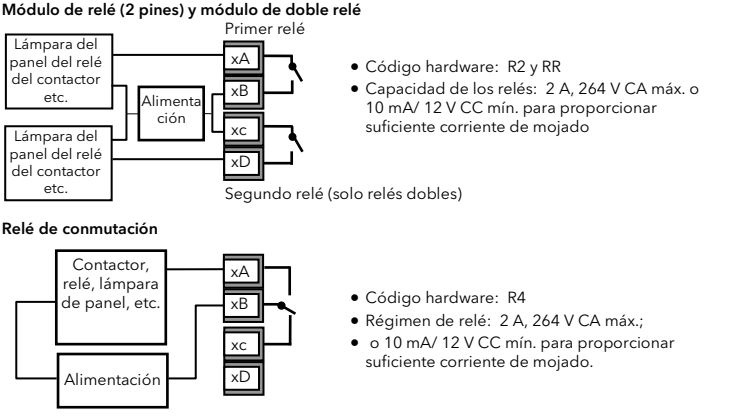 Módulo de relé (2 pines) y módulo de doble relé
Primer relé
Lámpara del
panel del relé
del contactor
etc.
Alimenta
ción
Lámpara del
panel del relé
del contactor
etc.
xA
xB
xc
xD
Segundo relé (solo relés dobles)
• Código hardware: R2 y RR
• Capacidad de los relés: 2 A, 264 V CA máx. o
10 mA/ 12 V CC mín. para proporcionar
suficiente corriente de mojado
Relé de conmutación
Contactor,
relé, lámpara
de panel, etc.
Alimentación
xA
xB
xc
xD
• Código hardware: R4
• Régimen de relé: 2 A, 264 V CA máx.;
• o 10 mA/ 12 V CC mín. para proporcionar
suficiente corriente de mojado.